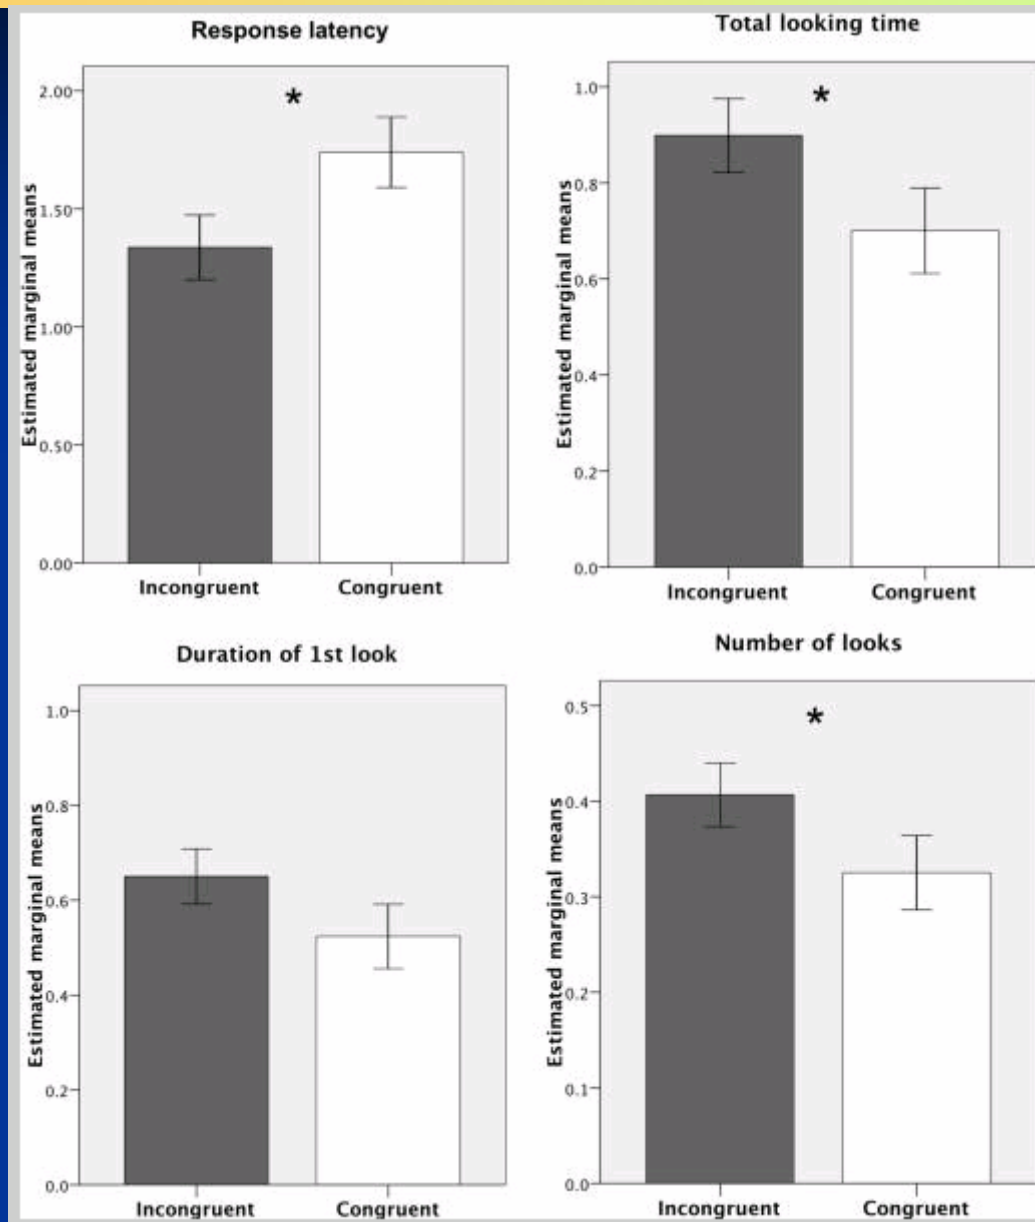 Response latency
Estimated marginal means
2.00
1.50
1.00
0.50
0.00
*
Incongruent
Congruent
Total looking time
Estimated marginal means
1.0
0.8
0.6
0.4
0.2
0.0
*
Incongruent
Congruent
Duration of 1st look
Estimated marginal means
1.0
0.8
0.6
0.4
0.2
0.0
Incongruent
Congruent
Number of looks
Estimated marginal means
0.5
0.4
0.3
0.2
0.1
0.0
*
Incongruent
Congruent